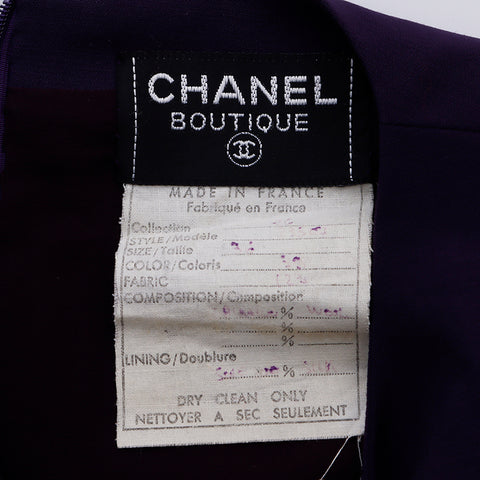 CHANEL
BOUTIQUE
MADE IN FRANCE
Fabriqué en France
Collection
STYLE/Modèle
SIZE/Taille
COLOR/Coloris
FABRIC
COMPOSITION/Composition
%
%
%
LINING/Doublure
%
DRY CLEAN ONLY
NETTOYER A SEC SEULEMENT